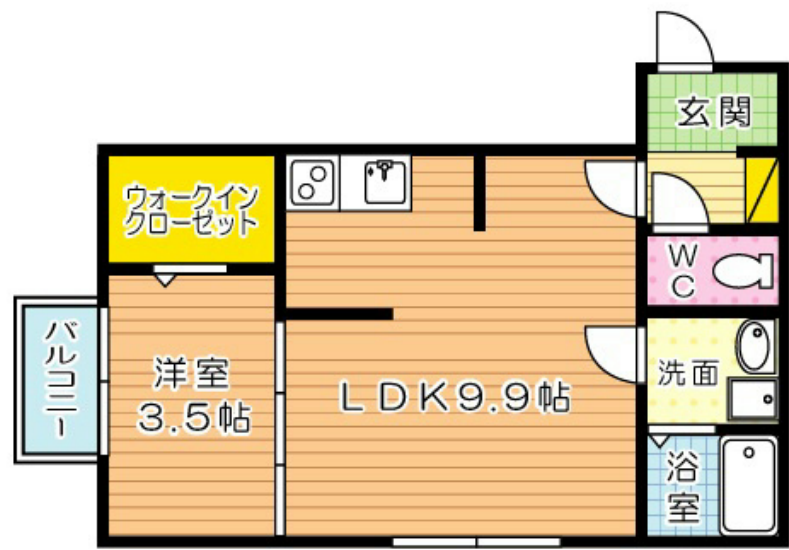 玄関
ウォークイン
クローゼット
WC
バルコニー
洋室
3.5帖
LDK9.9帖
洗面
浴室